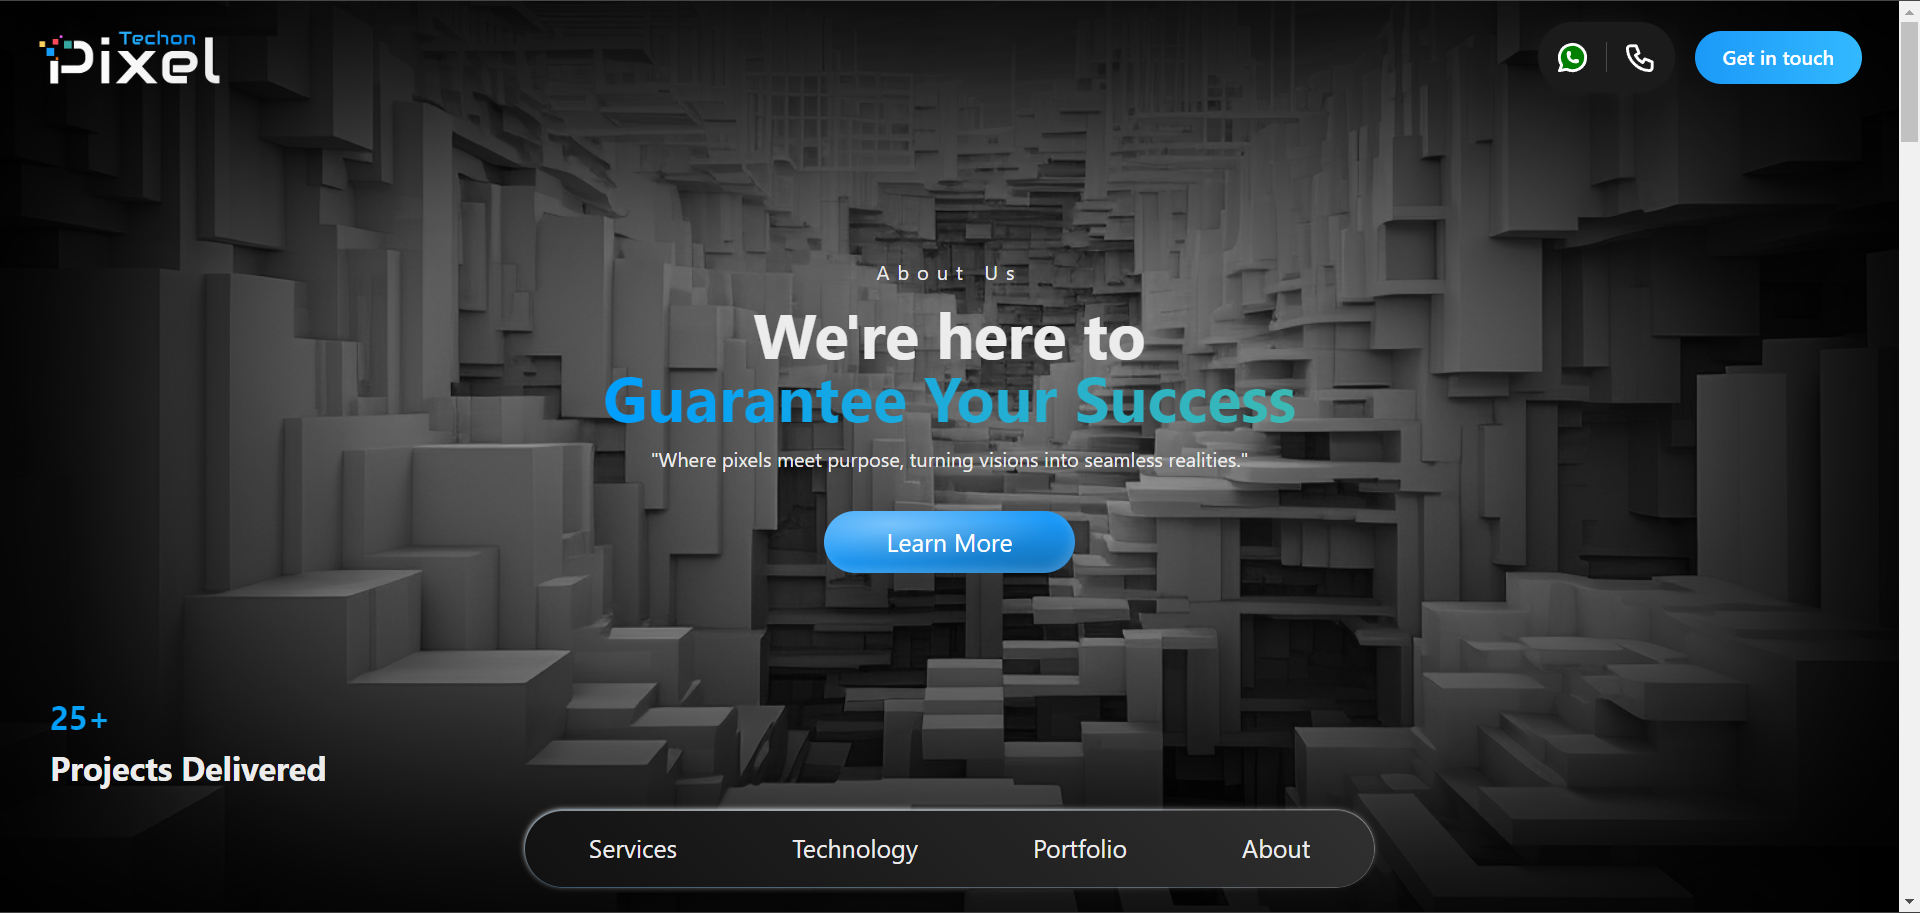 Techon
Pixel
Get in touch
About Us
We're here to
Guarantee Your Success
"Where pixels meet purpose, turning visions into seamless realities."
Learn More
25+
Projects Delivered
Services
Technology
Portfolio
About